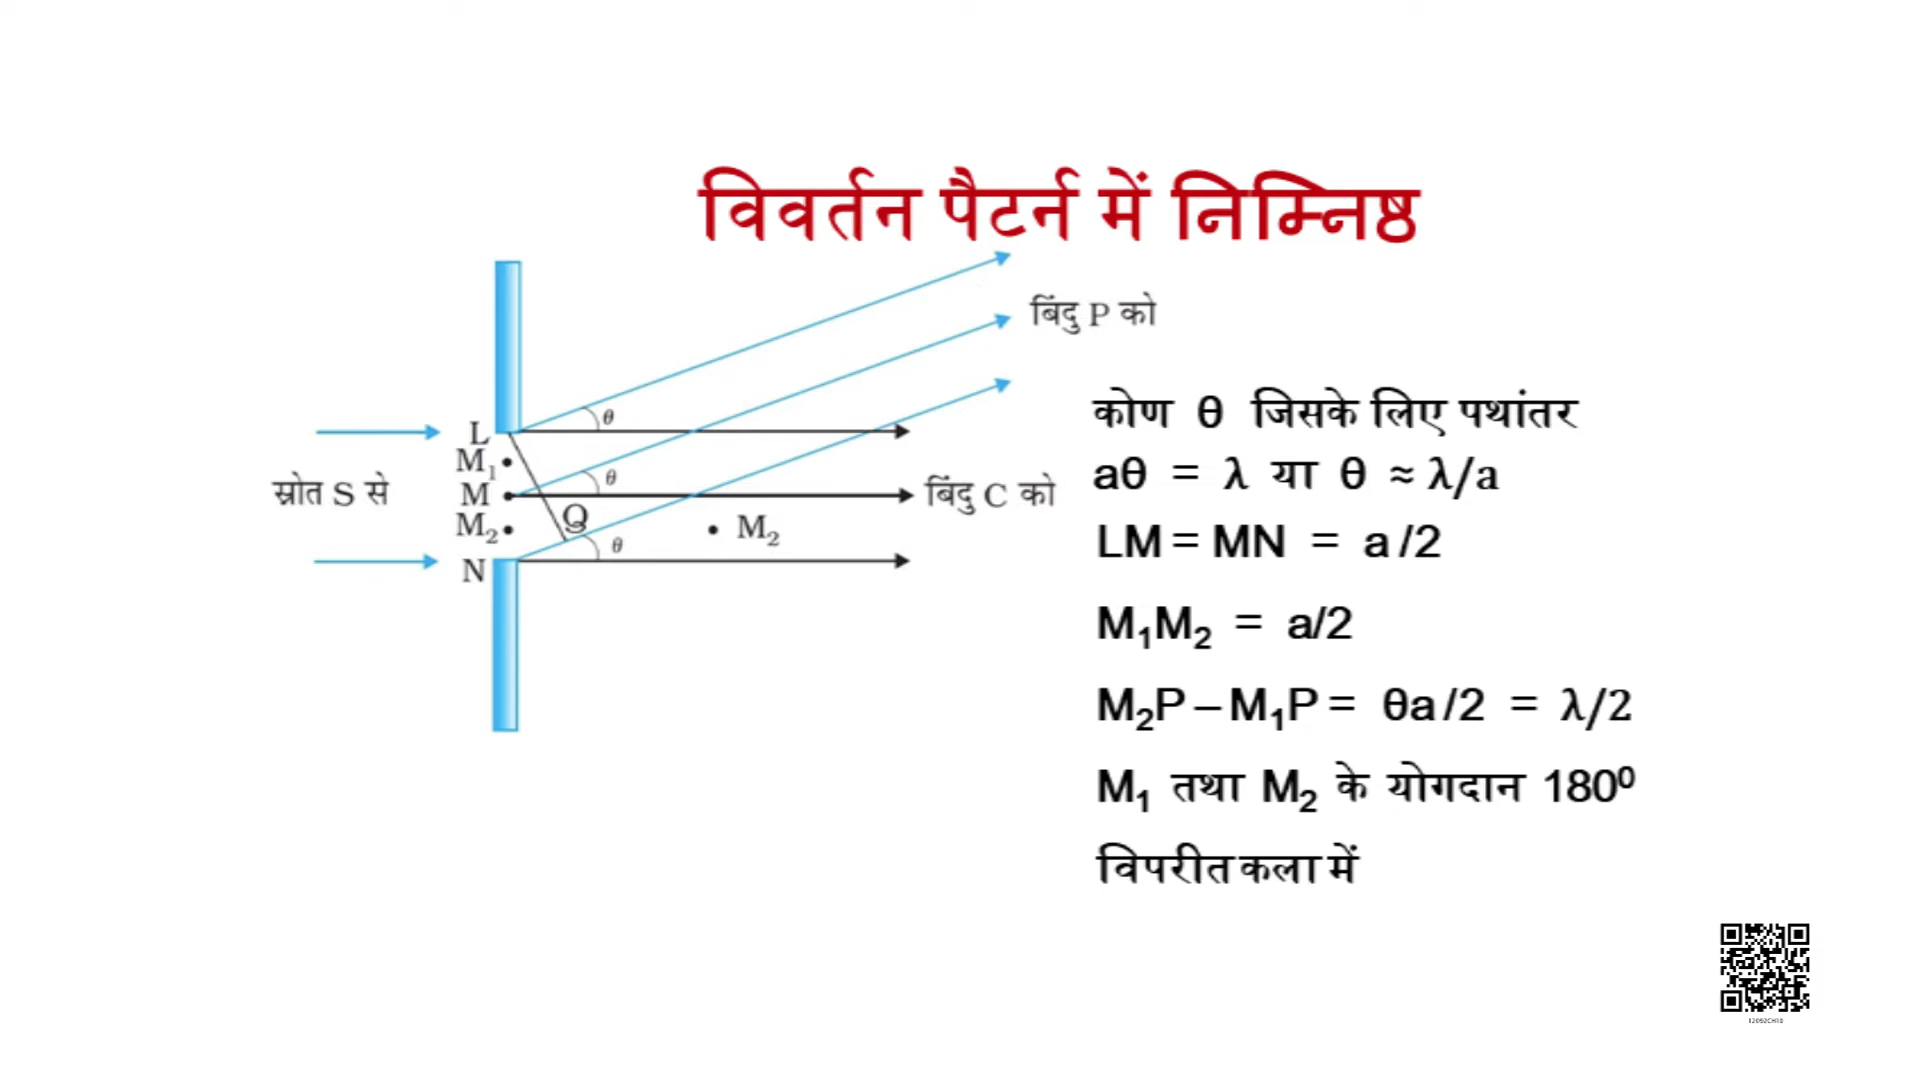 विवर्तन पैटर्न में निम्निष्ठ
बिंदु P को
θ
L
M₁
θ
स्रोत S से
M
बिंदु C को
M₂
Q
M₂
θ
N
कोण θ जिसके लिए पथांतर
aθ = λ या θ ≈ λ/a
LM = MN = a /2
M₁M₂ = a/2
M₂P – M₁P = θa /2 = λ/2
M₁ तथा M₂ के योगदान 180⁰
विपरीत कला में
12092CH10